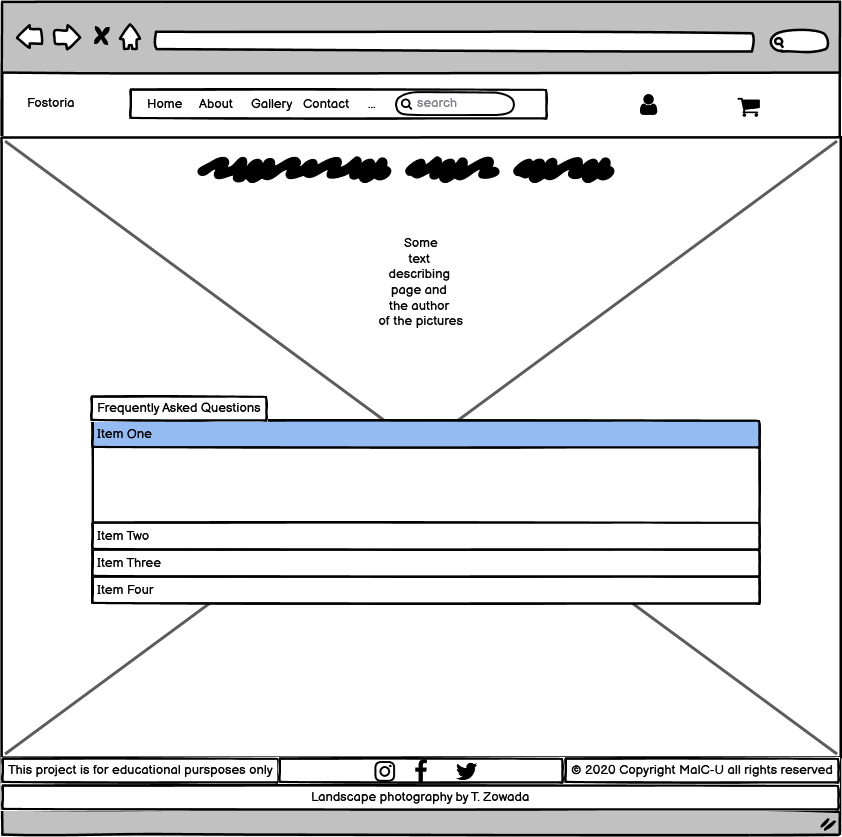 Fostoria
Home About Gallery Contact ... search
Some
text
describing
page and
the author
of the pictures
Frequently Asked Questions
Item One
Item Two
Item Three
Item Four
This project is for educational pursposes only
© 2020 Copyright MalC-U all rights reserved
Landscape photography by T. Zowada